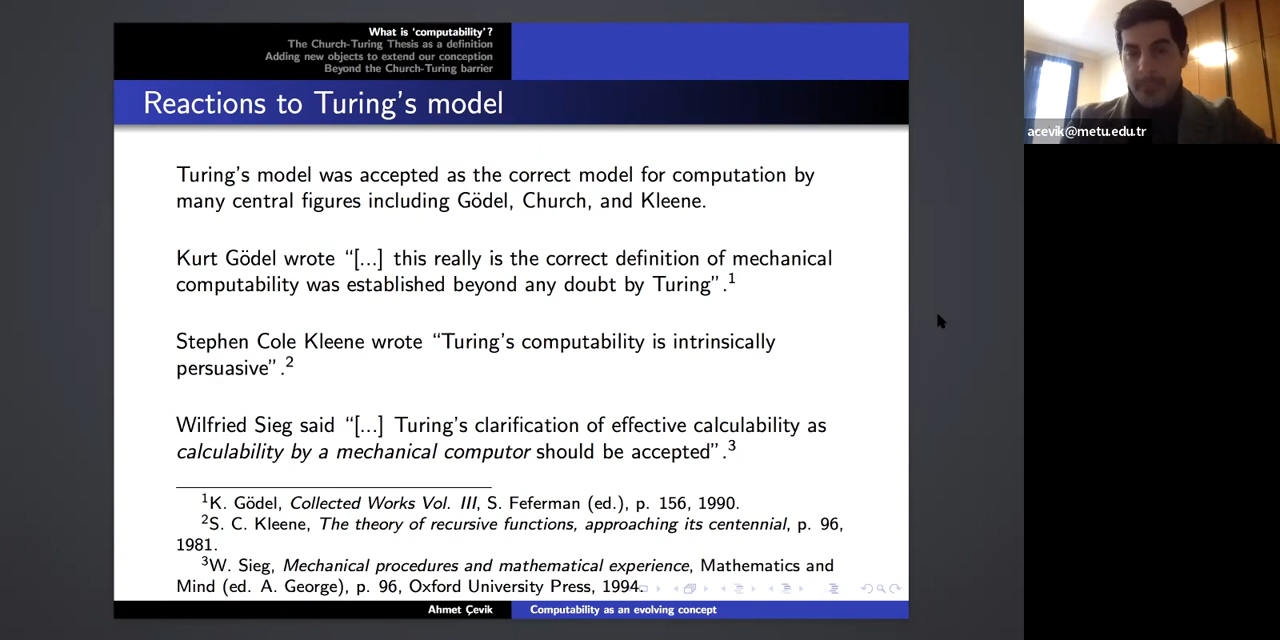 What is ‘computability’?
The Church-Turing Thesis as a definition
Adding new objects to extend our conception
Beyond the Church-Turing barrier
Reactions to Turing’s model
acevik@metu.edu.tr
Turing’s model was accepted as the correct model for computation by
many central figures including Gödel, Church, and Kleene.
Kurt Gödel wrote “[...] this really is the correct definition of mechanical
computability was established beyond any doubt by Turing”.1
Stephen Cole Kleene wrote “Turing’s computability is intrinsically
persuasive”.2
Wilfried Sieg said “[...] Turing’s clarification of effective calculability as
calculability by a mechanical computor should be accepted”.3
1K. Gödel, Collected Works Vol. III, S. Feferman (ed.), p. 156, 1990.
2S. C. Kleene, The theory of recursive functions, approaching its centennial, p. 96,
1981.
3W. Sieg, Mechanical procedures and mathematical experience, Mathematics and
Mind (ed. A. George), p. 96, Oxford University Press, 1994.
Ahmet Çevik
Computability as an evolving concept